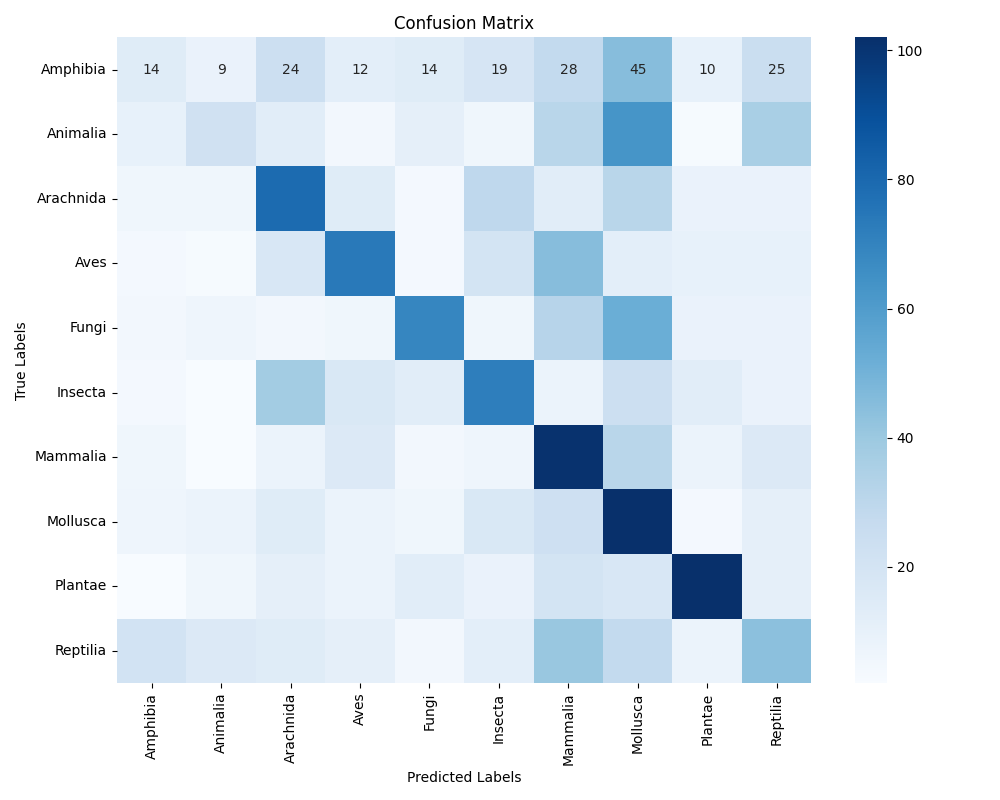 Confusion Matrix
True Labels
Amphibia 14 9 24 12 14 19 28 45 10 25
Animalia
Arachnida
Aves
Fungi
Insecta
Mammalia
Mollusca
Plantae
Reptilia
Amphibia Animalia Arachnida Aves Fungi Insecta Mammalia Mollusca Plantae Reptilia
Predicted Labels
100
80
60
40
20